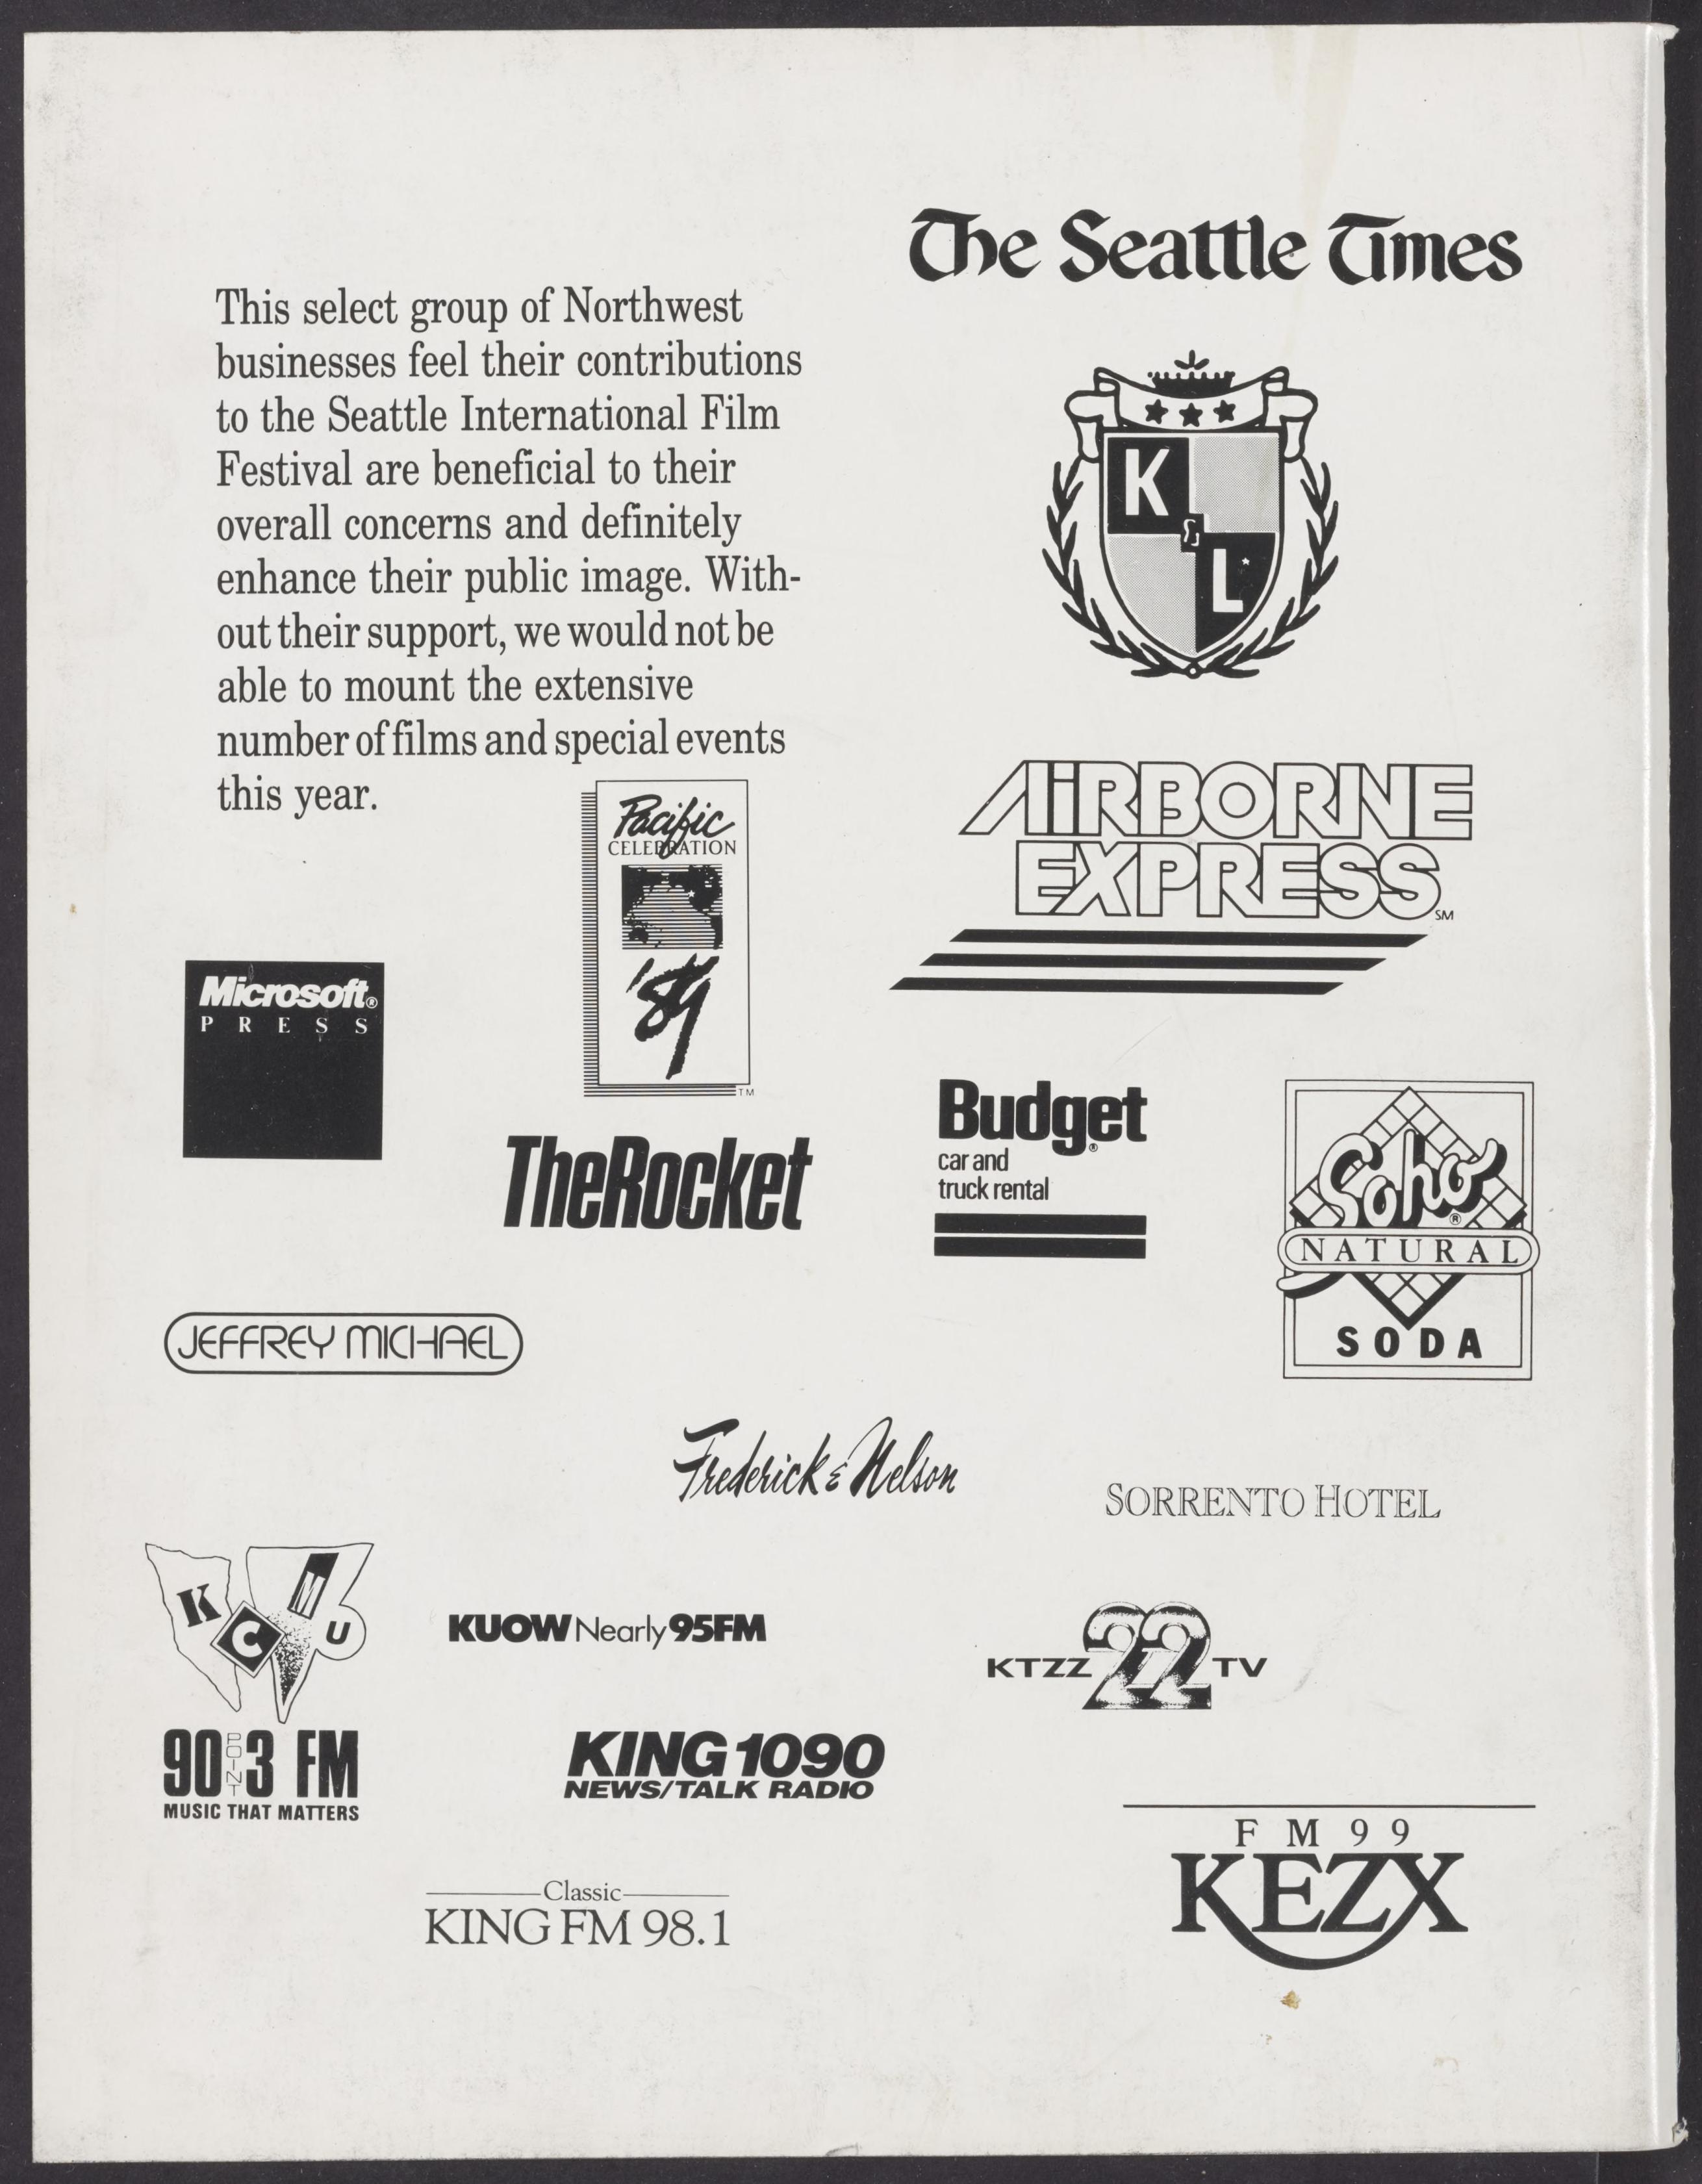 The Seattle Times
This select group of Northwest
businesses feel their contributions
to the Seattle International Film
Festival are beneficial to their
overall concerns and definitely
enhance their public image. With-
out their support, we would not be
able to mount the extensive
number of films and special events
this year.
K
&
L
Pacific
CELEBRATION
'89
TM
AIRBORNE
EXPRESS
SM
Microsoft®
PRESS
TheRocket
Budget®
car and
truck rental
Soho®
NATURAL
SODA
JEFFREY MICHAEL
Frederick & Nelson
SORRENTO HOTEL
K C M U
90 POINT 3 FM
MUSIC THAT MATTERS
KUOW Nearly 95FM
KTZZ 22 TV
KING 1090
NEWS/TALK RADIO
FM99
KEZX
Classic
KING FM 98.1